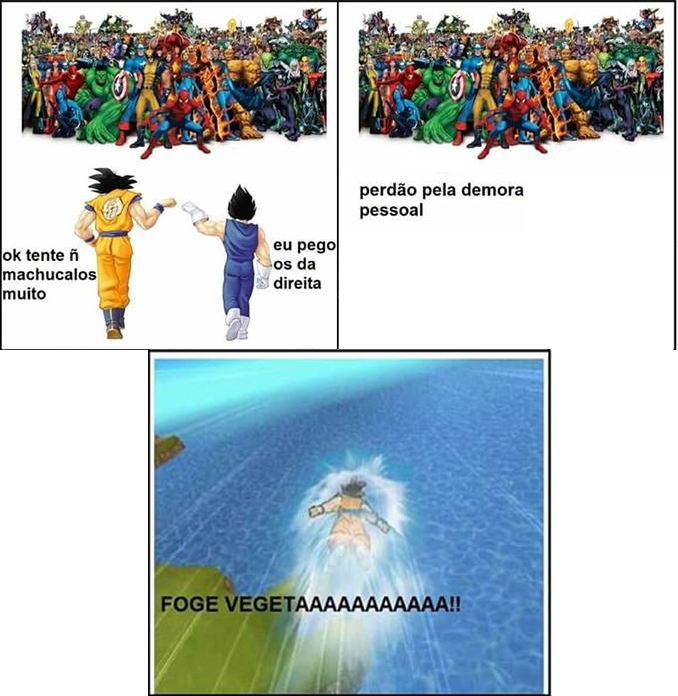 ok tente ñ
machucalos
muito
eu pego
os da
direita
perdão pela demora
pessoal
FOGE VEGETAAAAAAAAAAA!!